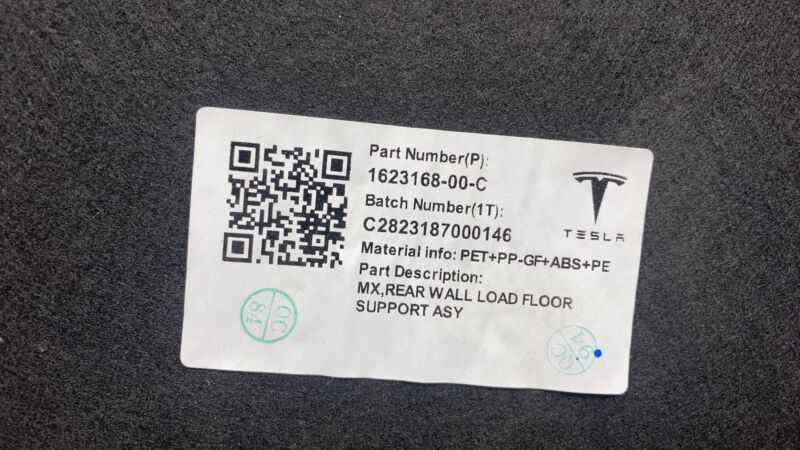 Part Number(P):
1623168-00-C
Batch Number(1T):
C2823187000146
Material info: PET+PP-GF+ABS+PE
Part Description:
MX,REAR WALL LOAD FLOOR
SUPPORT ASY
TESLA
QC
84
QC
94